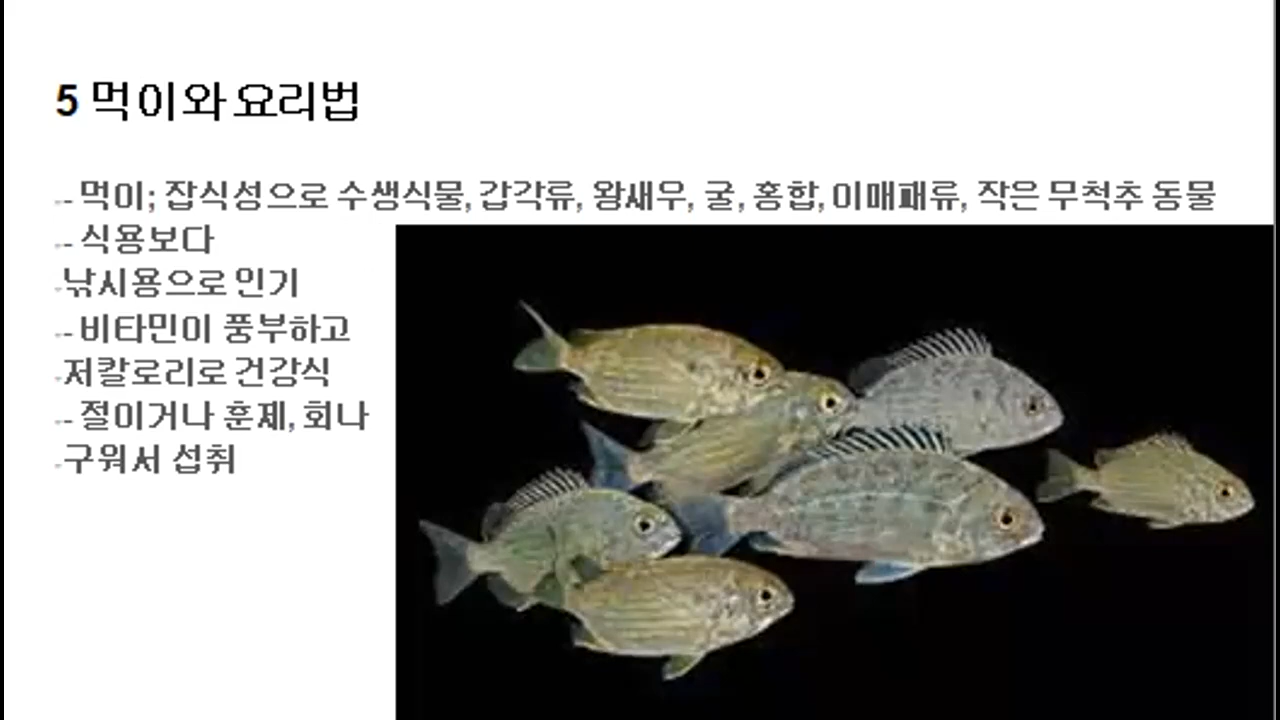 5 먹이와 요리법
-- 먹이; 잡식성으로 수생식물, 갑각류, 왕새우, 굴, 홍합, 이매패류, 작은 무척추 동물
-- 식용보다
-낚시용으로 인기
-- 비타민이 풍부하고
-저칼로리로 건강식
-- 절이거나 훈제, 회나
-구워서 섭취